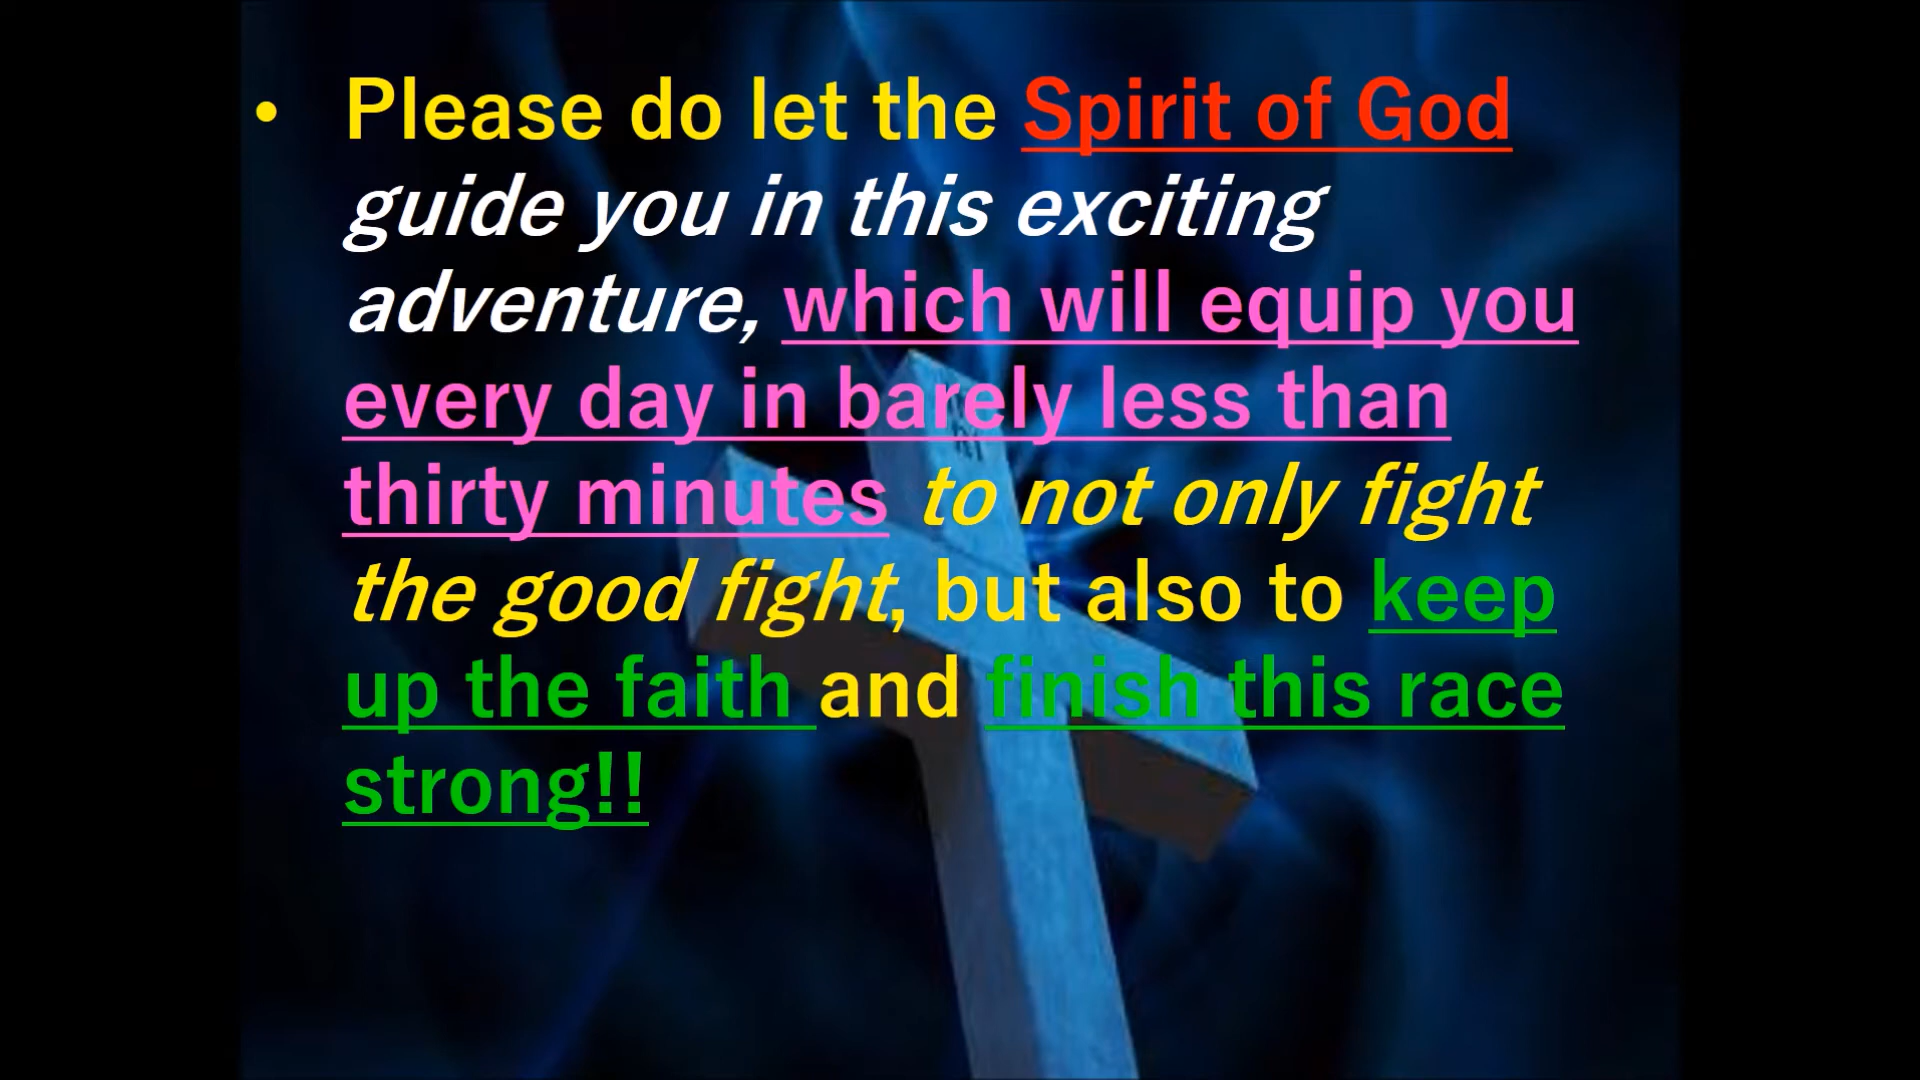 • Please do let the Spirit of God
guide you in this exciting
adventure, which will equip you
every day in barely less than
thirty minutes to not only fight
the good fight, but also to keep
up the faith and finish this race
strong!!